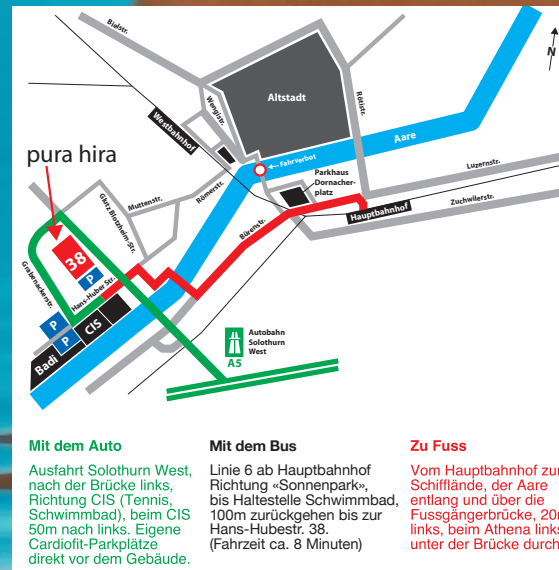 Bielstr.
N
Wengistr.
Westbahnhof
Altstadt
Rötistr.
Aare
Fahrverbot
pura hira
Parkhaus
Dornacher-
platz
Luzernstr.
Muttenstr.
Römerstr.
Glutz Blotzheim-Str.
Hauptbahnhof
Zuchwilerstr.
Bürenstr.
38
P
Grabenackerstr.
Hans-Huber Str.
P
CIS
P
Badi
Autobahn
Solothurn
West
A5
Mit dem Auto
Ausfahrt Solothurn West,
nach der Brücke links,
Richtung CIS (Tennis,
Schwimmbad), beim CIS
50m nach links. Eigene
Cardiofit-Parkplätze
direkt vor dem Gebäude.
Mit dem Bus
Linie 6 ab Hauptbahnhof
Richtung «Sonnenpark»,
bis Haltestelle Schwimmbad,
100m zurückgehen bis zur
Hans-Hubestr. 38.
(Fahrzeit ca. 8 Minuten)
Zu Fuss
Vom Hauptbahnhof zur
Schifflände, der Aare
entlang und über die
Fussgängerbrücke, 20m
links, beim Athena links
unter der Brücke durch